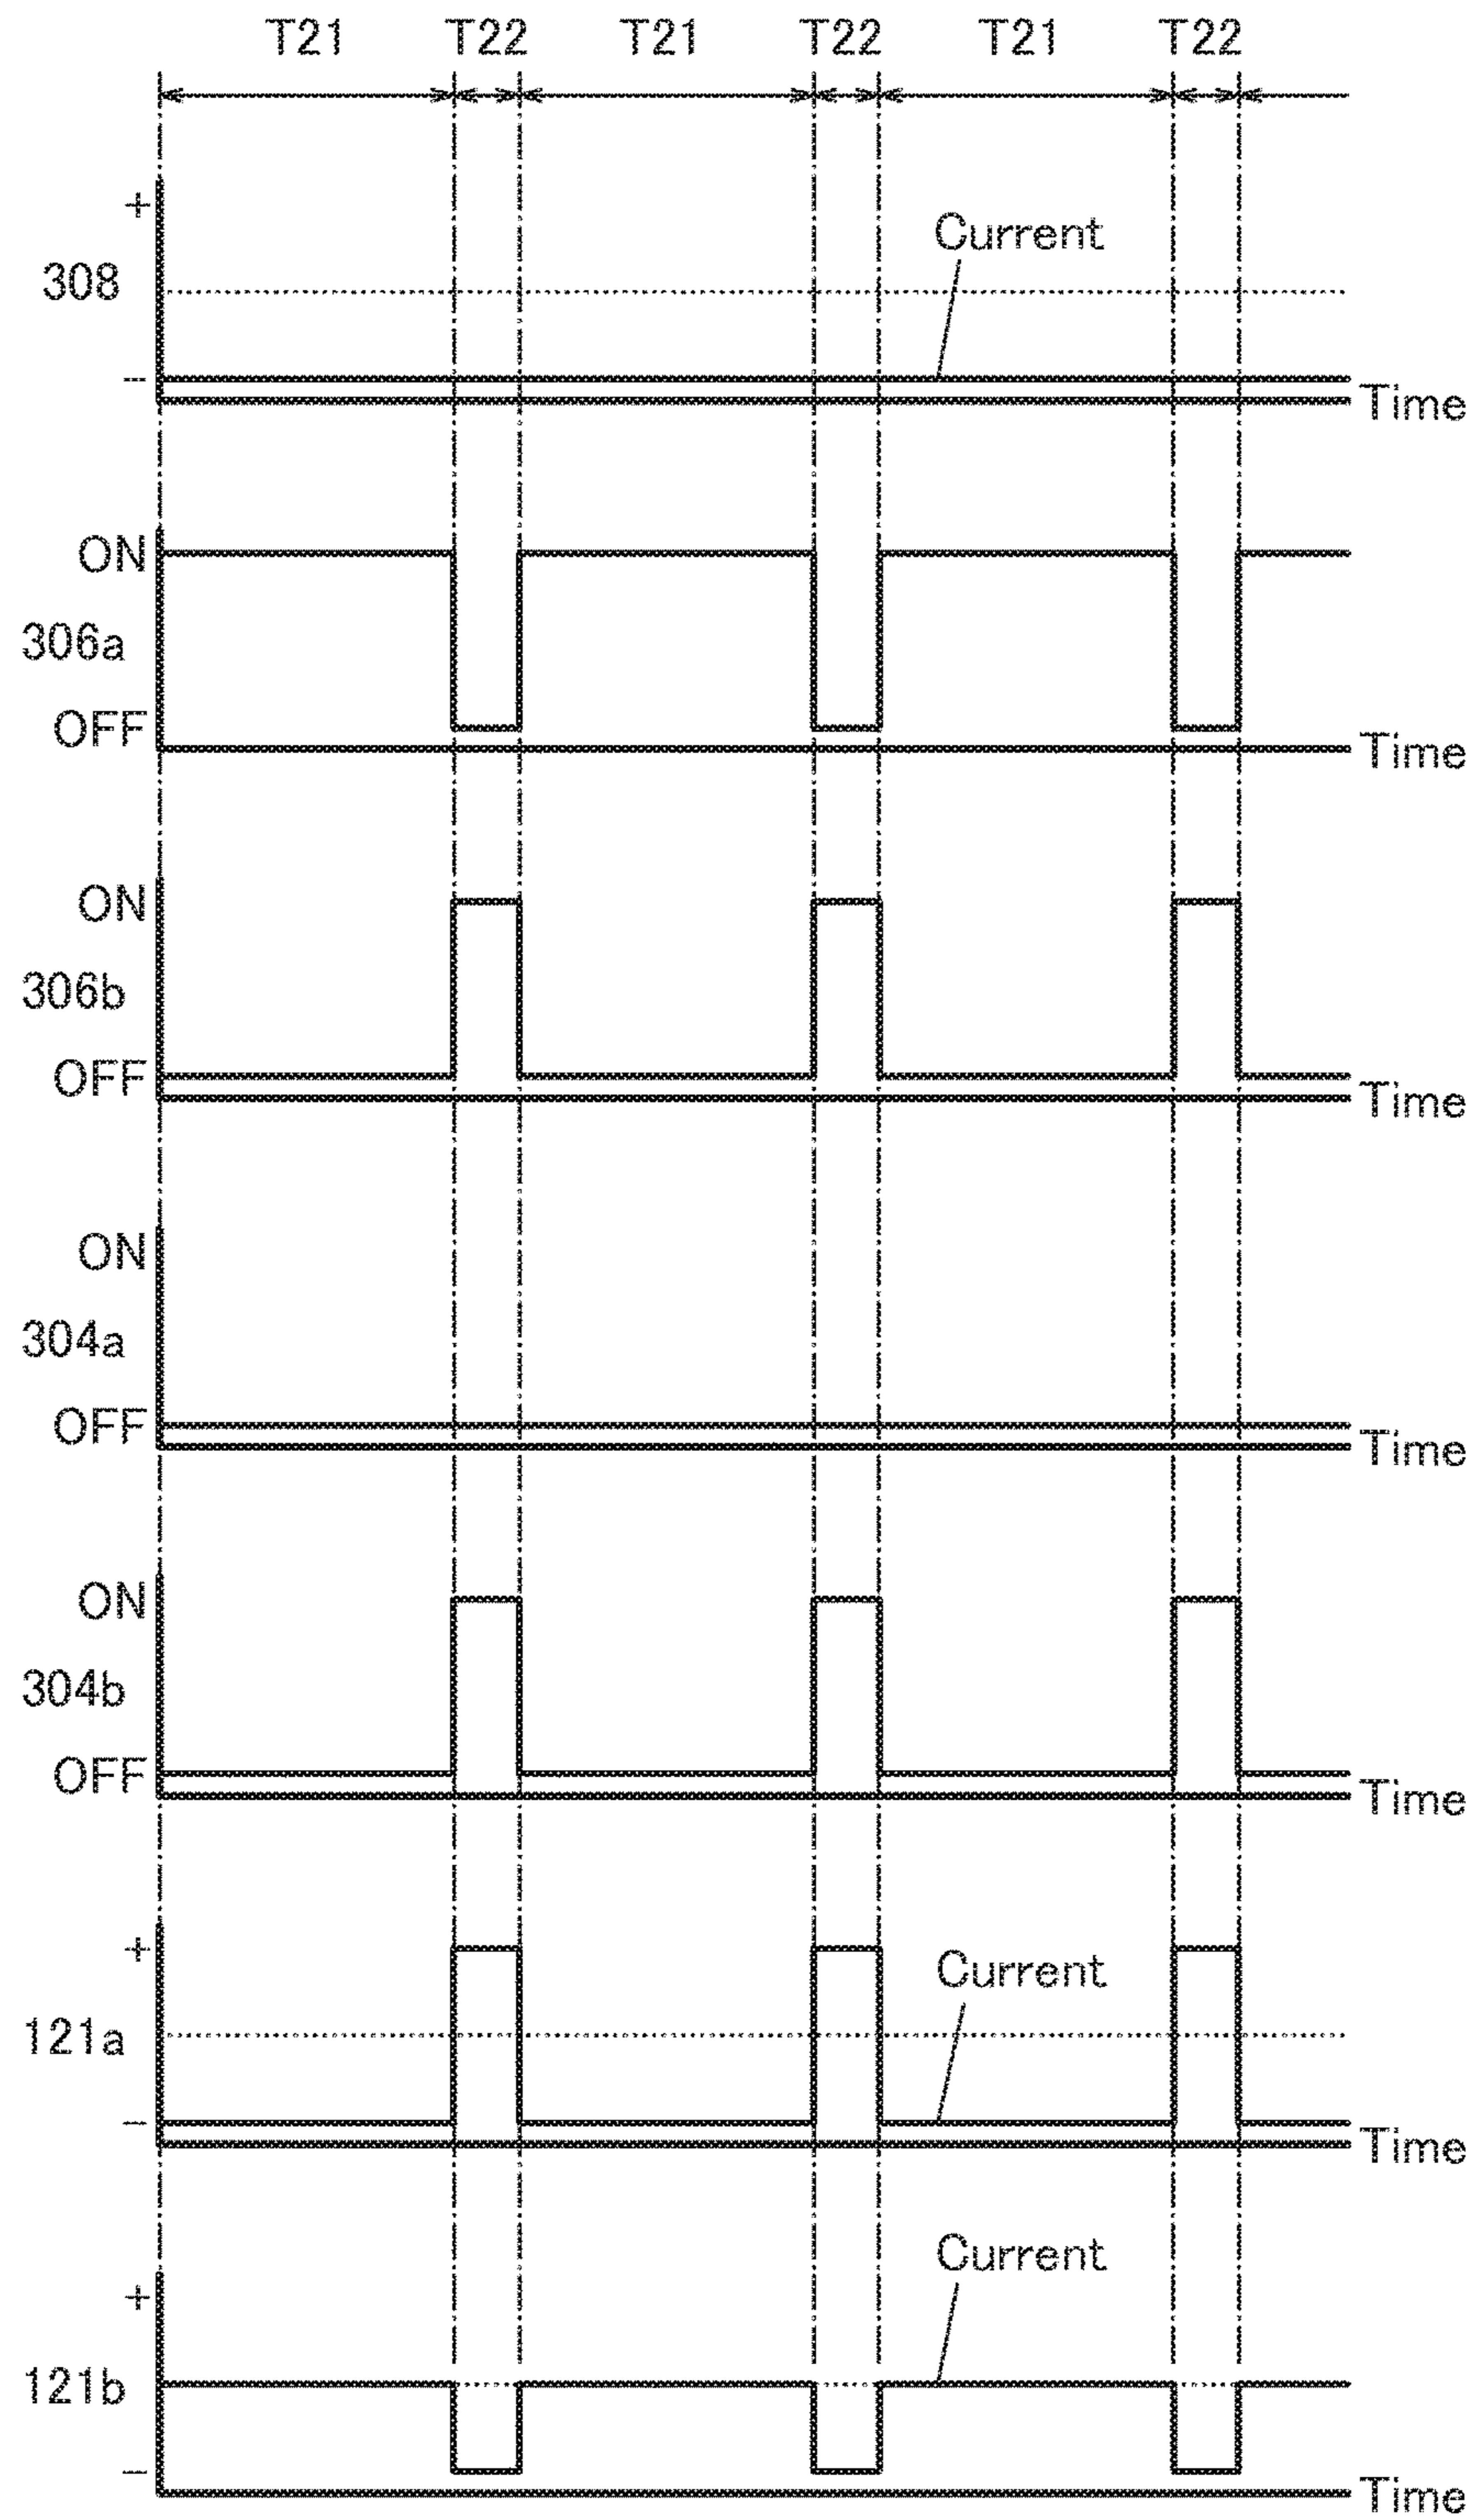 T21 T22 T21 T22 T21 T22
+
Current
308
-
Time
ON
306a
OFF
Time
ON
306b
OFF
Time
ON
304a
OFF
Time
ON
304b
OFF
Time
+
Current
121a
-
Time
Current
+
121b
-
Time